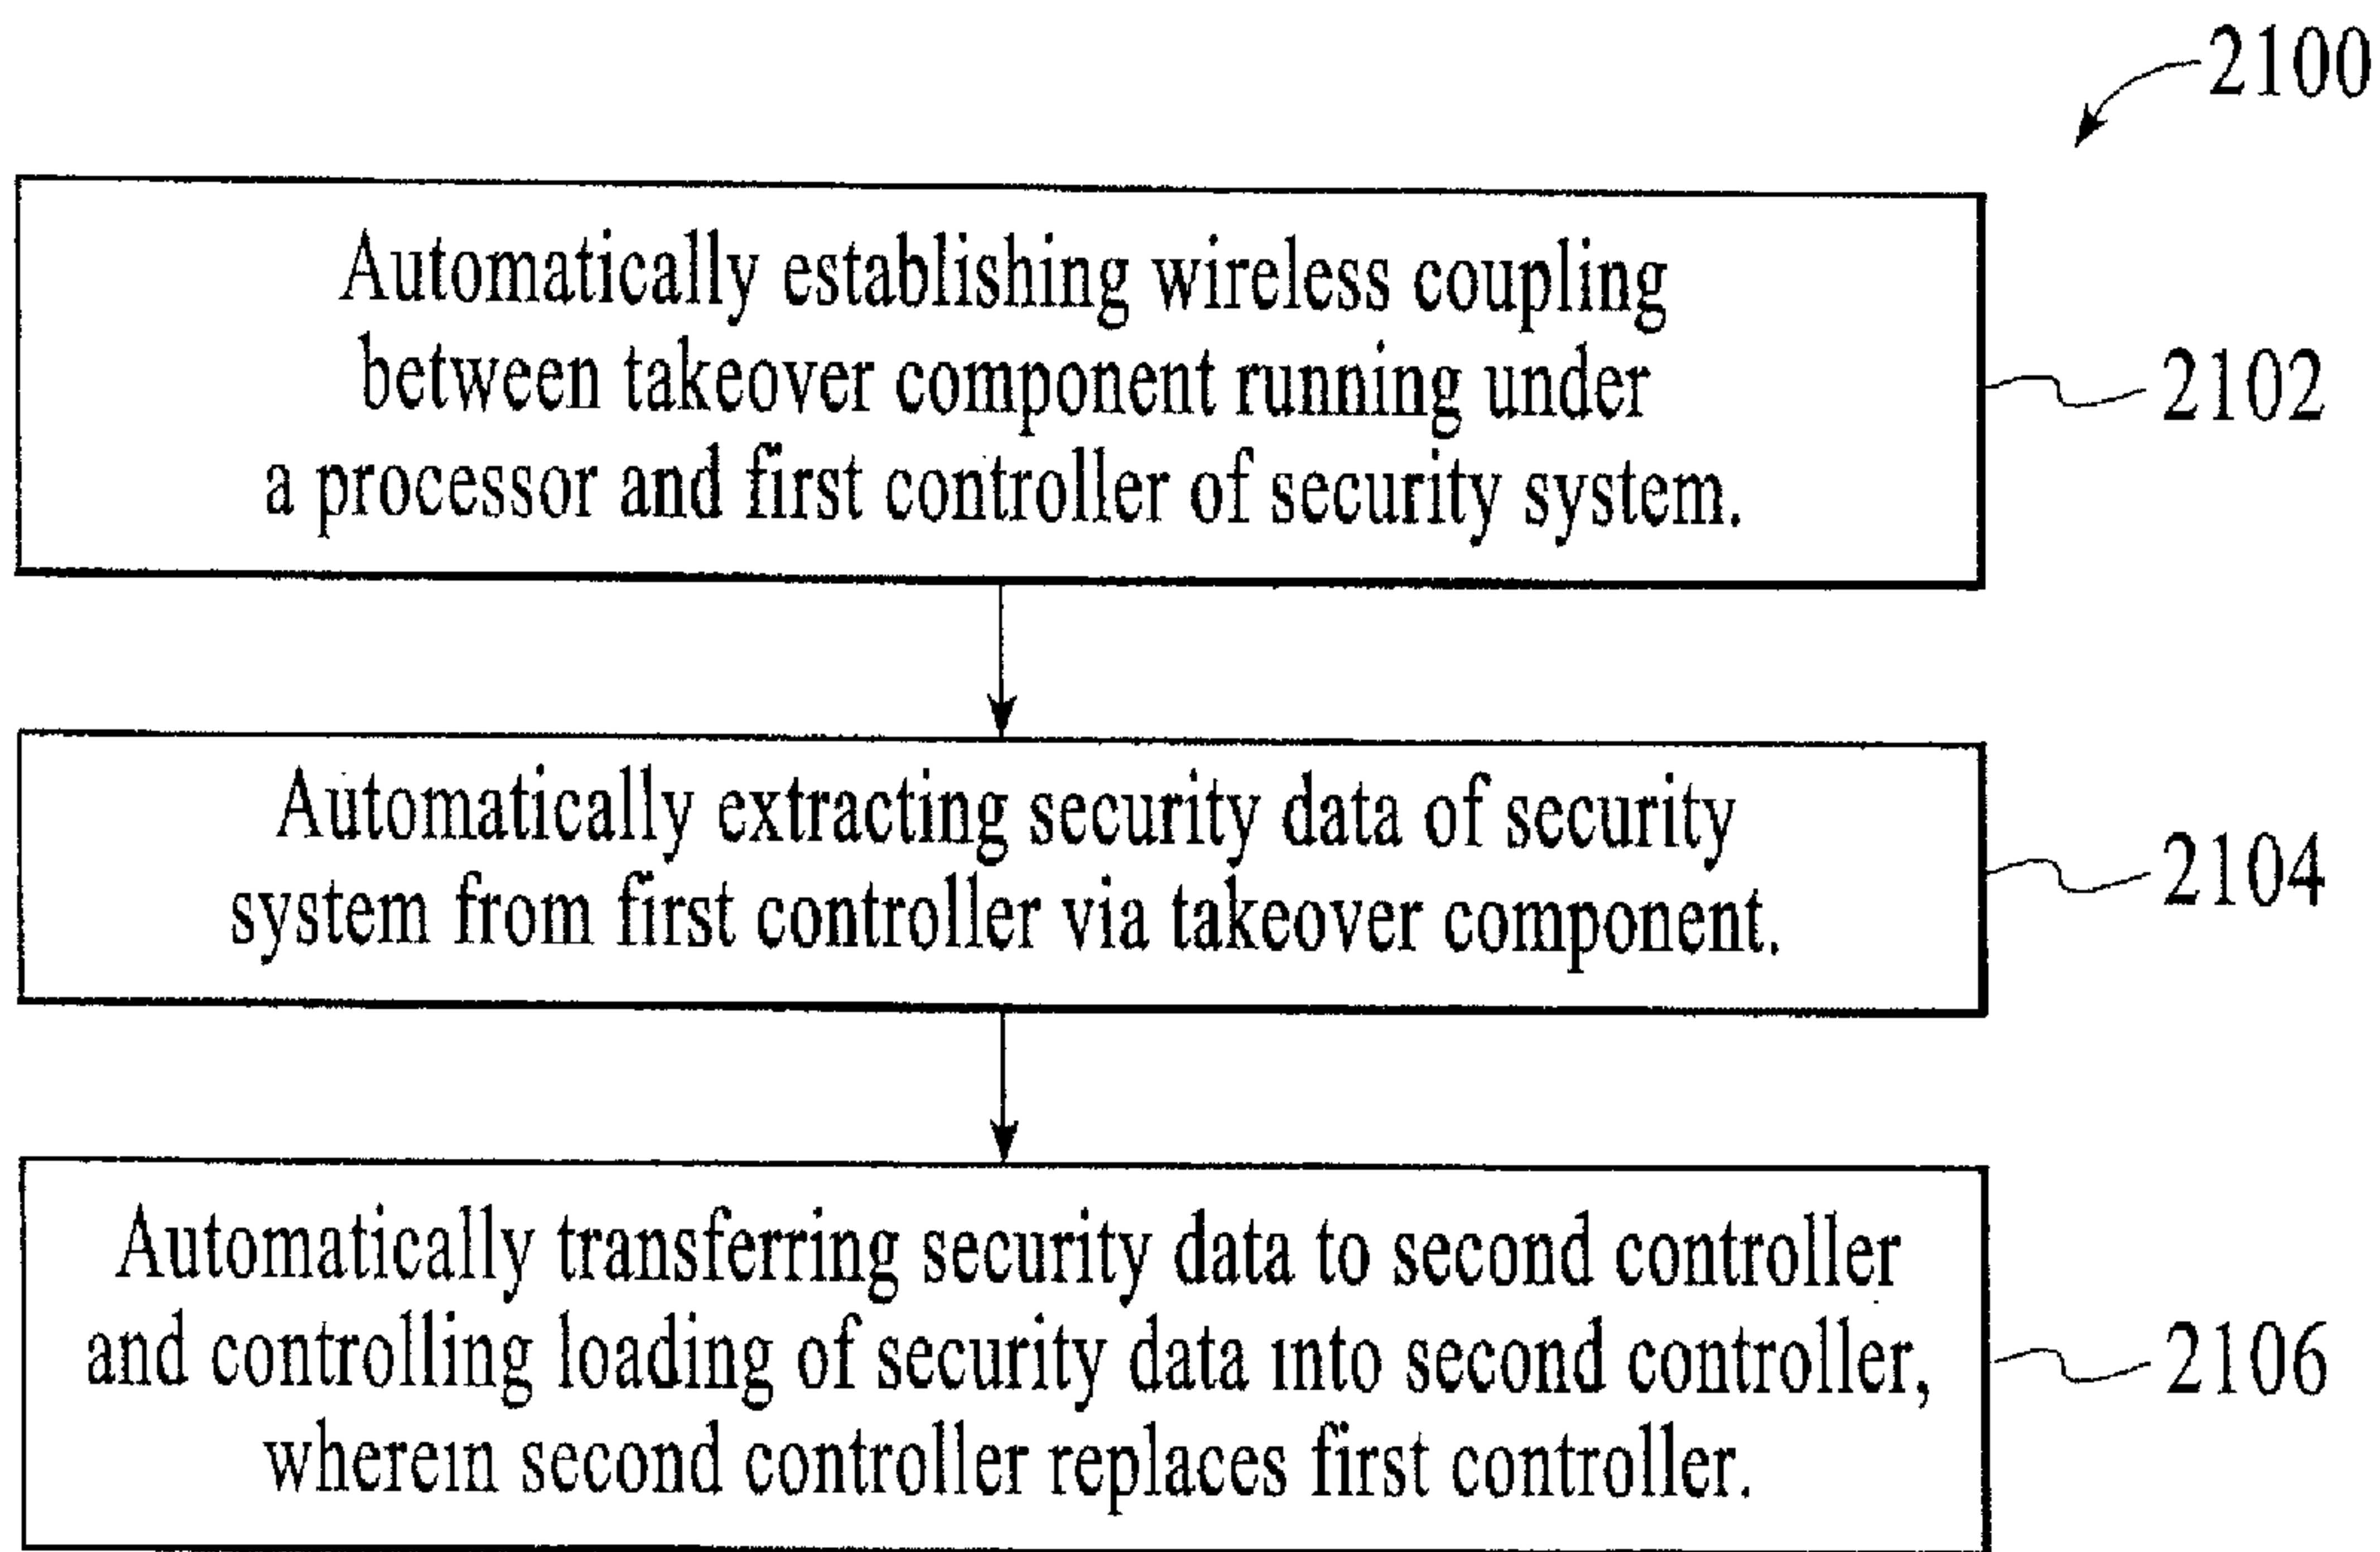 2100
Automatically establishing wireless coupling
between takeover component running under
a processor and first controller of security system.
2102
Automatically extracting security data of security
system from first controller via takeover component.
2104
Automatically transferring security data to second controller
and controlling loading of security data into second controller,
wherein second controller replaces first controller.
2106